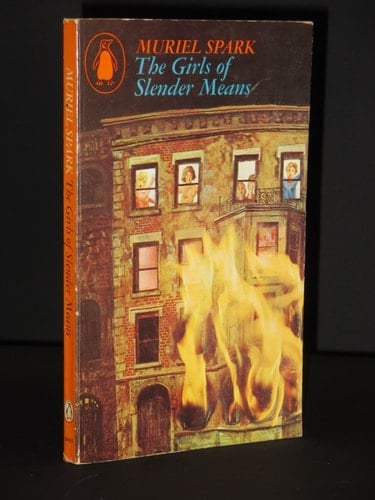 MURIEL SPARK
The Girls of
Slender Means
MURIEL SPARK The Girls of Slender Means